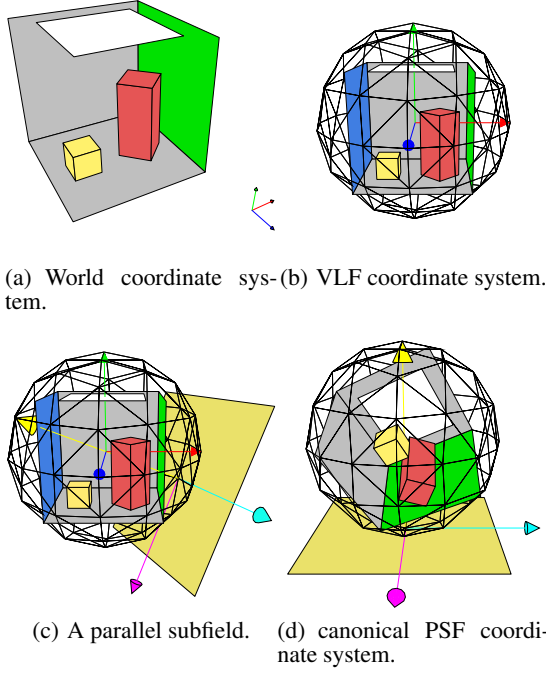 (a) World coordinate sys-
tem.
(b) VLF coordinate system.
(c) A parallel subfield.
(d) canonical PSF coordi-
nate system.